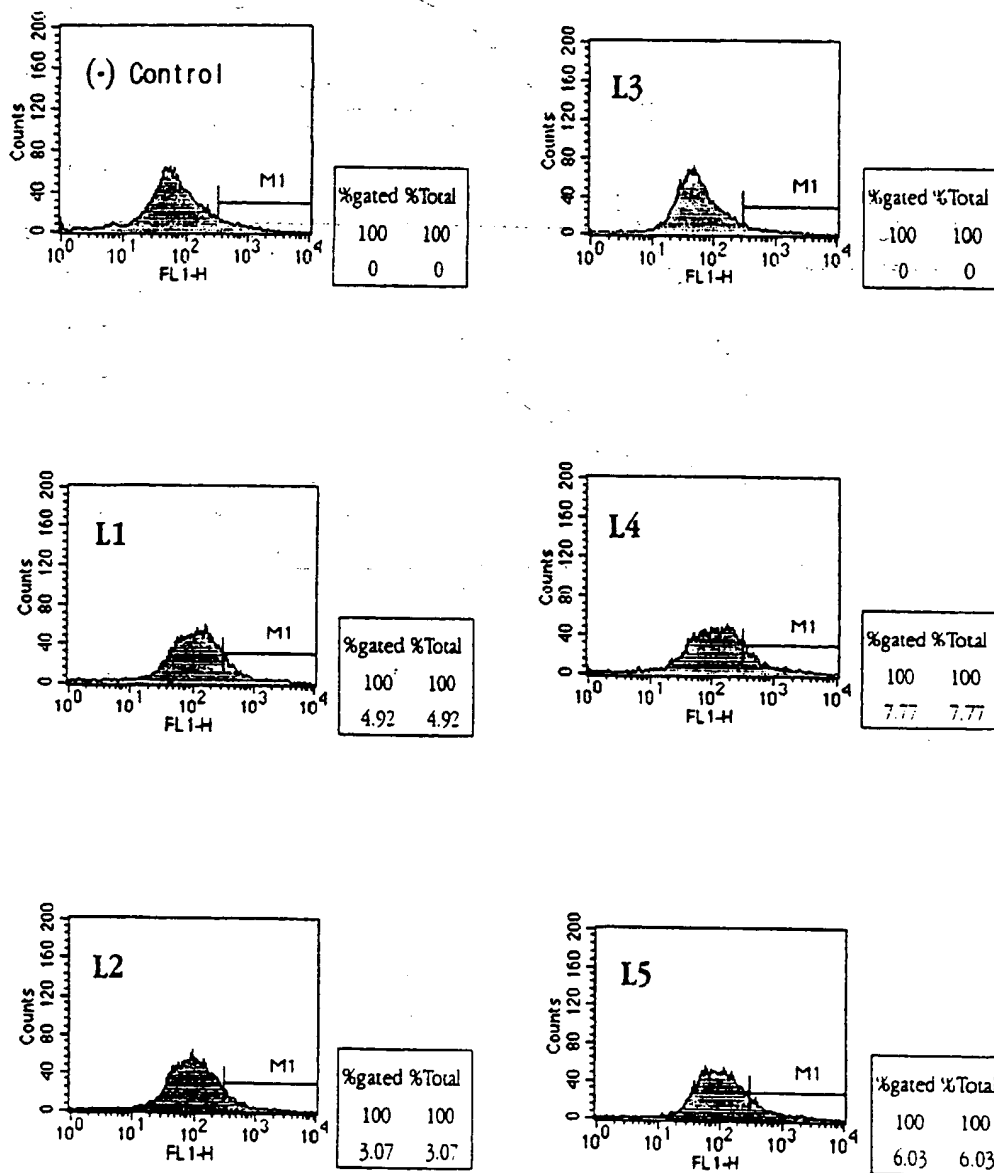 (-) Control
200
160
120
80
40
0
Counts
M1
10^0 10^1 10^2 10^3 10^4
FL1-H
%gated %Total
100 100
0 0
L3
200
160
120
80
40
0
Counts
M1
10^0 10^1 10^2 10^3 10^4
FL1-H
%gated %Total
100 100
0 0
L1
200
160
120
80
40
0
Counts
M1
10^0 10^1 10^2 10^3 10^4
FL1-H
%gated %Total
100 100
4.92 4.92
L4
200
160
120
80
40
0
Counts
M1
10^0 10^1 10^2 10^3 10^4
FL1-H
%gated %Total
100 100
7.77 7.77
L2
200
160
120
80
40
0
Counts
M1
10^0 10^1 10^2 10^3 10^4
FL1-H
%gated %Total
100 100
3.07 3.07
L5
200
160
120
80
40
0
Counts
M1
10^0 10^1 10^2 10^3 10^4
FL1-H
%gated %Total
100 100
6.03 6.03